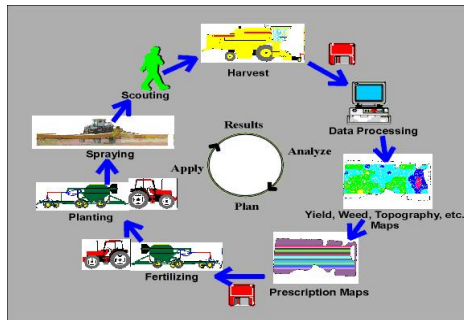 Harvest
Scouting
Data Processing
Spraying
Results
Analyze
Apply
Plan
Planting
Yield, Weed, Topography, etc.
Maps
Fertilizing
Prescription Maps